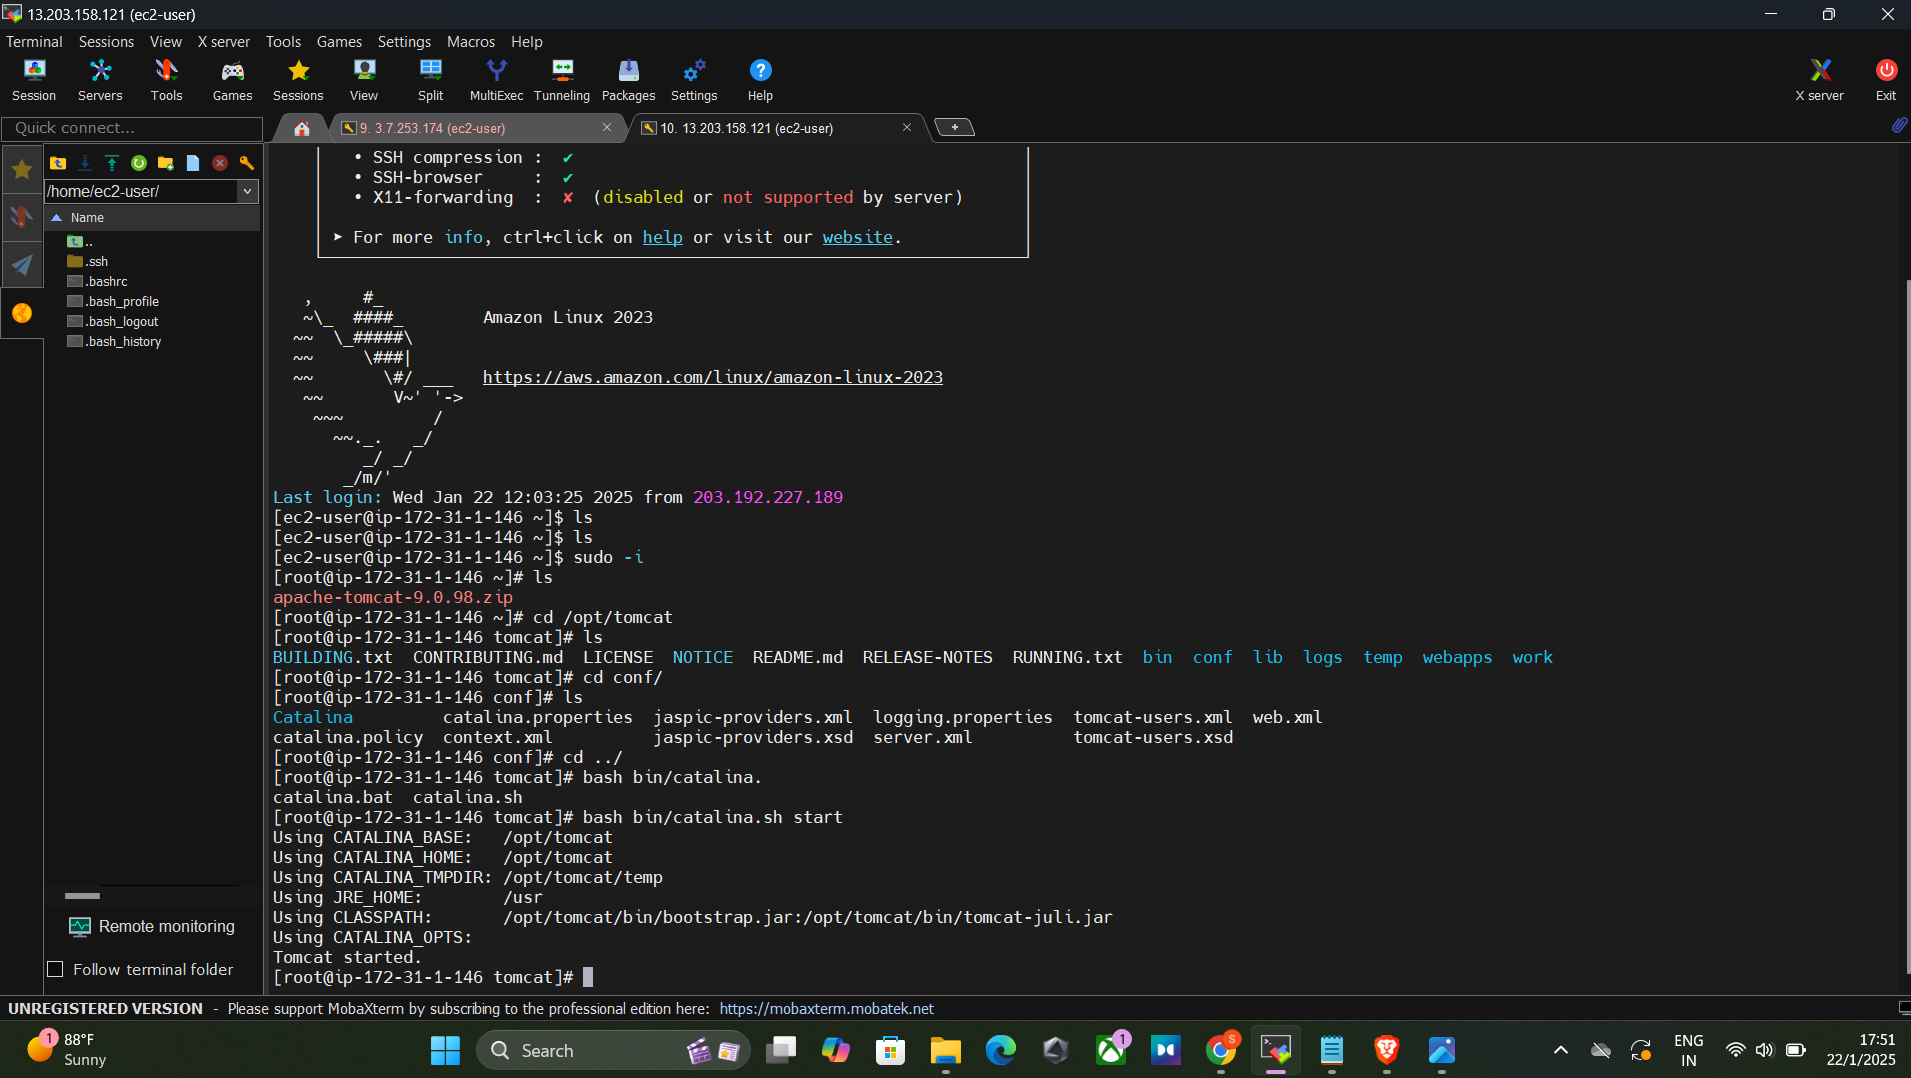 13.203.158.121 (ec2-user)
Terminal Sessions View X server Tools Games Settings Macros Help
Session Servers Tools Games Sessions View Split MultiExec Tunneling Packages Settings Help X server Exit
Quick connect...
9. 3.7.253.174 (ec2-user)
10. 13.203.158.121 (ec2-user)
/home/ec2-user/
Name
..
.ssh
.bashrc
.bash_profile
.bash_logout
.bash_history
Remote monitoring
Follow terminal folder
• SSH compression : ✔
• SSH-browser : ✔
• X11-forwarding : ✘ (disabled or not supported by server)
➤ For more info, ctrl+click on help or visit our website.
   ,     #_
   ~\_  ####_        Amazon Linux 2023
  ~~  \_#####\
  ~~     \###|
  ~~       \#/ ___   https://aws.amazon.com/linux/amazon-linux-2023
   ~~       V~' '->
    ~~~         /
      ~~._.   _/
         _/ _/
       _/m/'
Last login: Wed Jan 22 12:03:25 2025 from 203.192.227.189
[ec2-user@ip-172-31-1-146 ~]$ ls
[ec2-user@ip-172-31-1-146 ~]$ ls
[ec2-user@ip-172-31-1-146 ~]$ sudo -i
[root@ip-172-31-1-146 ~]# ls
apache-tomcat-9.0.98.zip
[root@ip-172-31-1-146 ~]# cd /opt/tomcat
[root@ip-172-31-1-146 tomcat]# ls
BUILDING.txt CONTRIBUTING.md LICENSE NOTICE README.md RELEASE-NOTES RUNNING.txt bin conf lib logs temp webapps work
[root@ip-172-31-1-146 tomcat]# cd conf/
[root@ip-172-31-1-146 conf]# ls
Catalina catalina.properties jaspic-providers.xml logging.properties tomcat-users.xml web.xml
catalina.policy context.xml jaspic-providers.xsd server.xml tomcat-users.xsd
[root@ip-172-31-1-146 conf]# cd ../
[root@ip-172-31-1-146 tomcat]# bash bin/catalina.
catalina.bat catalina.sh
[root@ip-172-31-1-146 tomcat]# bash bin/catalina.sh start
Using CATALINA_BASE: /opt/tomcat
Using CATALINA_HOME: /opt/tomcat
Using CATALINA_TMPDIR: /opt/tomcat/temp
Using JRE_HOME: /usr
Using CLASSPATH: /opt/tomcat/bin/bootstrap.jar:/opt/tomcat/bin/tomcat-juli.jar
Using CATALINA_OPTS:
Tomcat started.
[root@ip-172-31-1-146 tomcat]#
UNREGISTERED VERSION - Please support MobaXterm by subscribing to the professional edition here: https://mobaxterm.mobatek.net
1
88°F
Sunny
Search
1
S
ENG
IN
17:51
22/1/2025